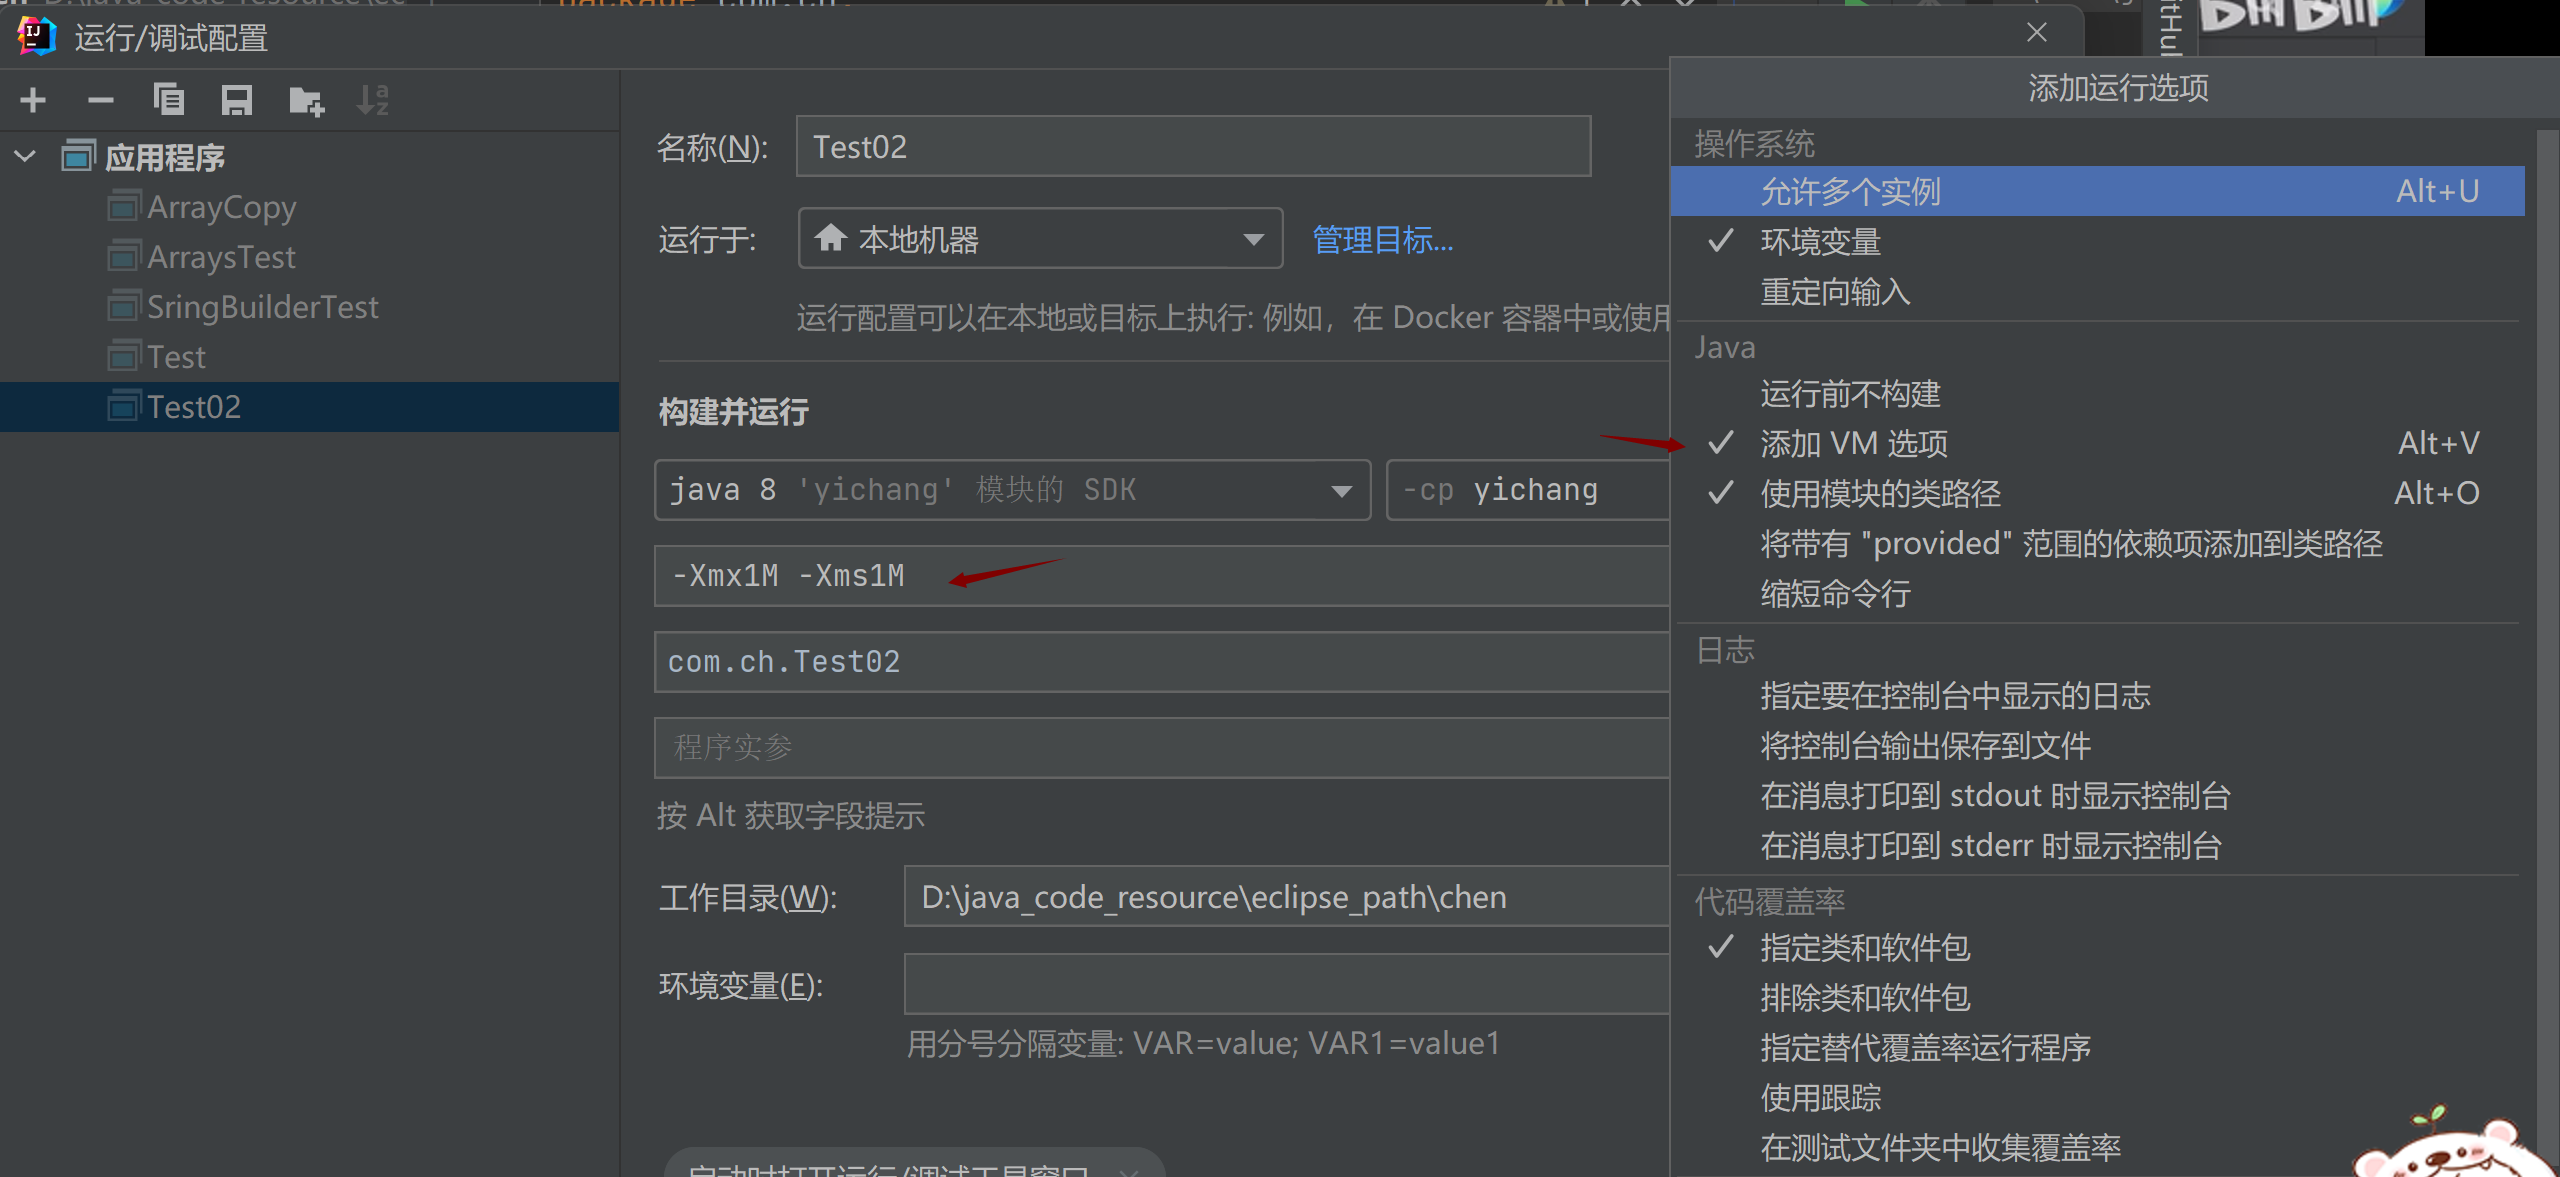 运行/调试配置
应用程序
ArrayCopy
ArraysTest
SringBuilderTest
Test
Test02
名称(N):
Test02
运行于:
本地机器
管理目标...
运行配置可以在本地或目标上执行: 例如，在 Docker 容器中或使用
构建并运行
java 8 'yichang' 模块的 SDK
-cp yichang
-Xmx1M -Xms1M
com.ch.Test02
程序实参
按 Alt 获取字段提示
工作目录(W):
D:\java_code_resource\eclipse_path\chen
环境变量(E):
用分号分隔变量: VAR=value; VAR1=value1
启动时打开运行/调试工具窗口
添加运行选项
操作系统
允许多个实例 Alt+U
环境变量
重定向输入
Java
运行前不构建
添加 VM 选项 Alt+V
使用模块的类路径 Alt+O
将带有 "provided" 范围的依赖项添加到类路径
缩短命令行
日志
指定要在控制台中显示的日志
将控制台输出保存到文件
在消息打印到 stdout 时显示控制台
在消息打印到 stderr 时显示控制台
代码覆盖率
指定类和软件包
排除类和软件包
指定替代覆盖率运行程序
使用跟踪
在测试文件夹中收集覆盖率